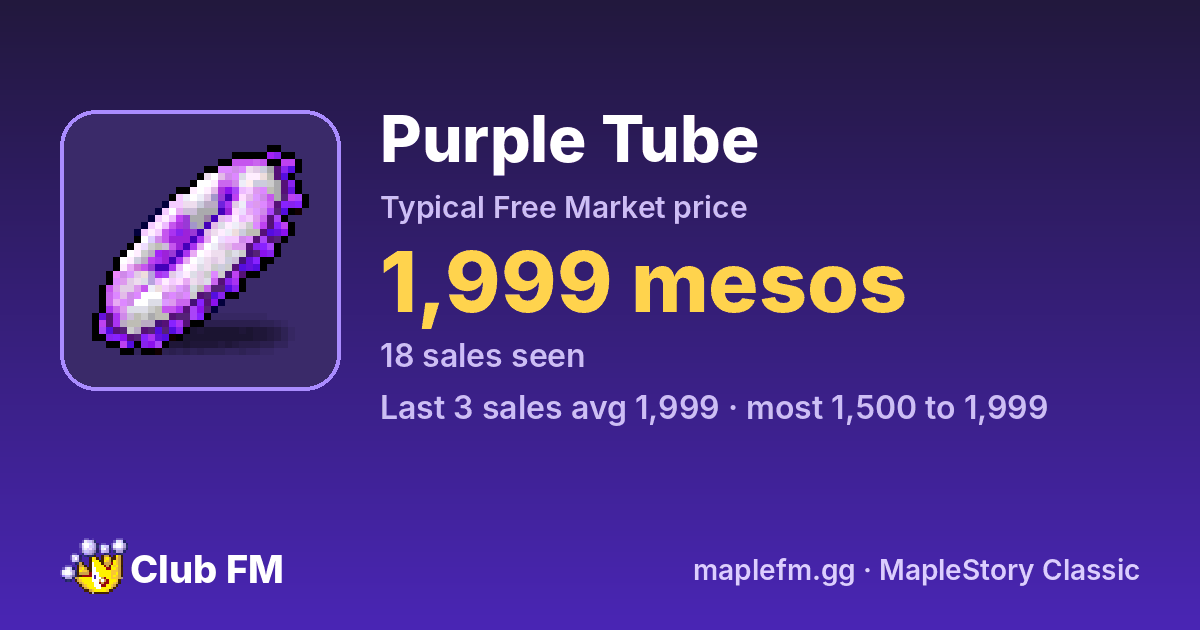 Purple Tube
Typical Free Market price
1,999 mesos
18 sales seen
Last 3 sales avg 1,999 · most 1,500 to 1,999
Club FM
maplefm.gg · MapleStory Classic